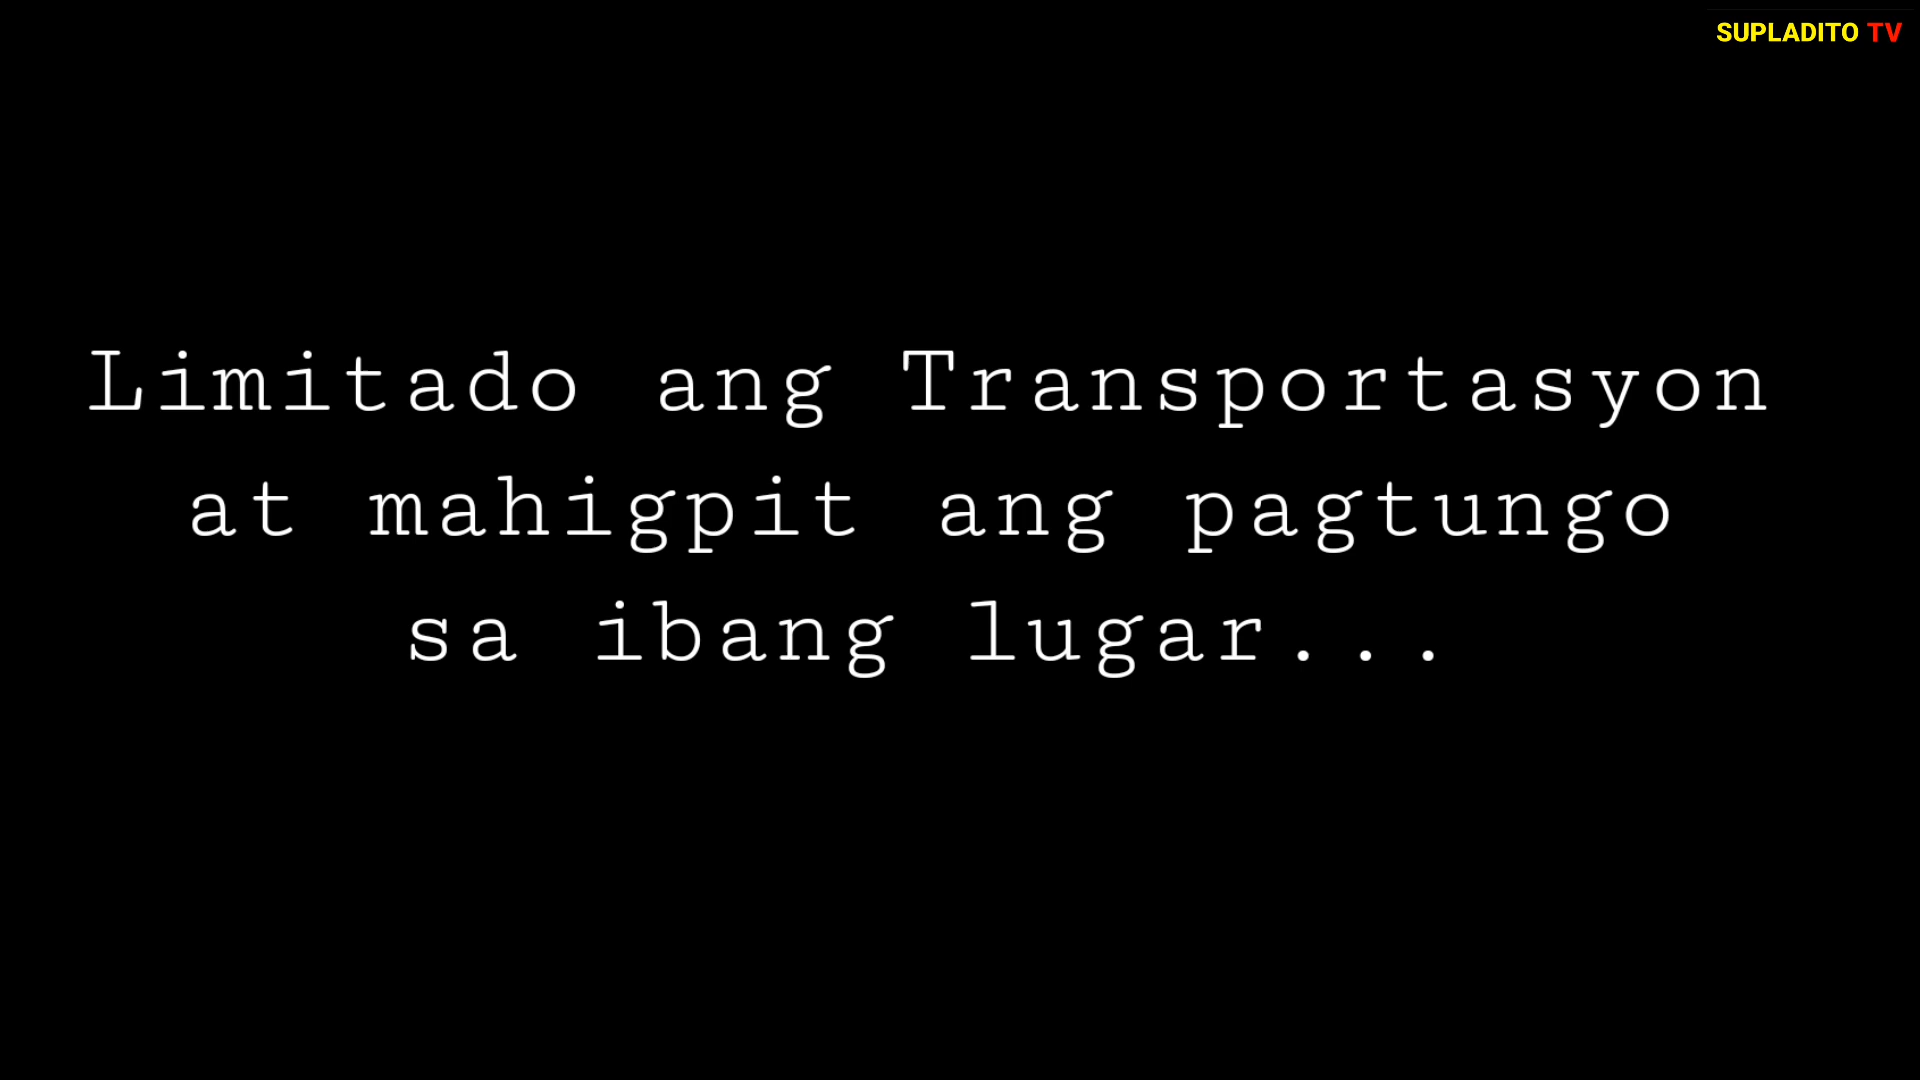 SUPLADITO TV
Limitado ang Transportasyon
at mahigpit ang pagtungo
sa ibang lugar...